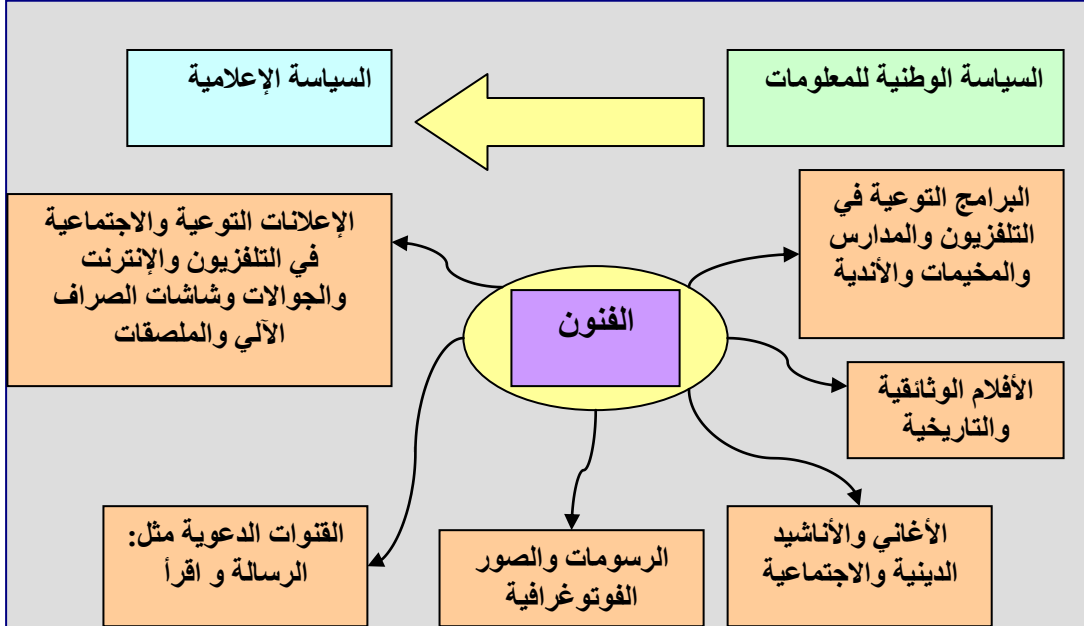 السياسة الوطنية للمعلومات
السياسة الإعلامية
البرامج التوعية في
التلفزيون والمدارس
والمخيمات والأندية
الإعلانات التوعية والاجتماعية
في التلفزيون والإنترنت
والجوالات وشاشات الصراف
الآلي والملصقات
الفنون
الأفلام الوثائقية
والتاريخية
الأغاني والأناشيد
الدينية والاجتماعية
الرسومات والصور
الفوتوغرافية
القنوات الدعوية مثل:
الرسالة و اقرأ